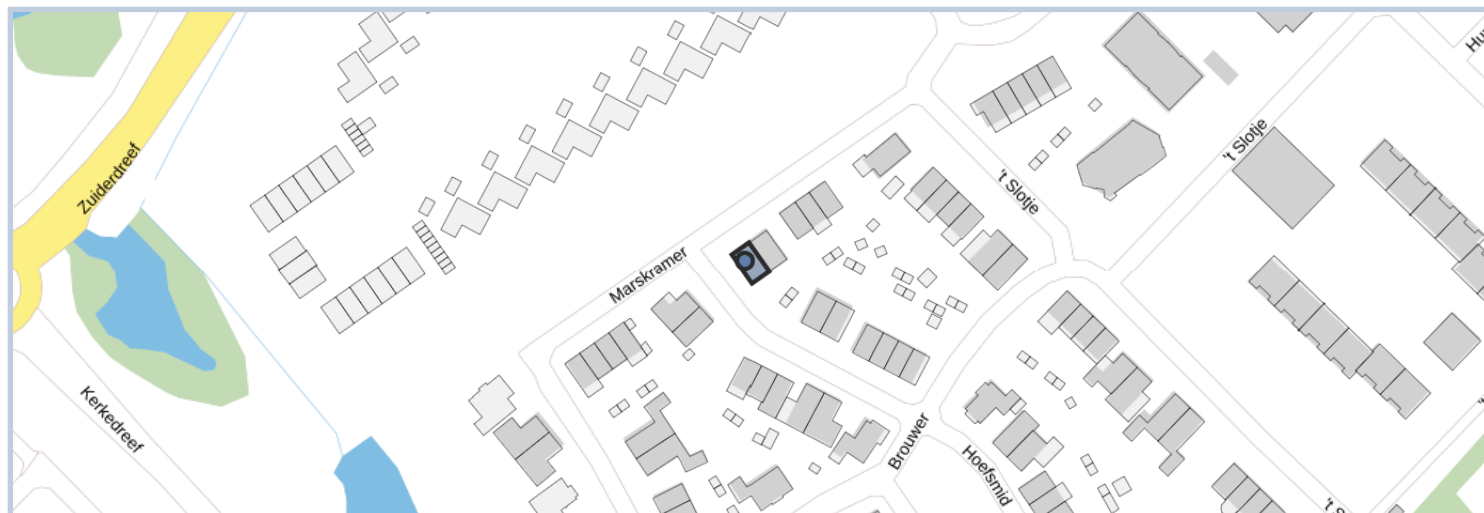 Zuiderdreef
Kerkedreef
Marskramer
't Slotje
't Slotje
Brouwer
Hoefsmid